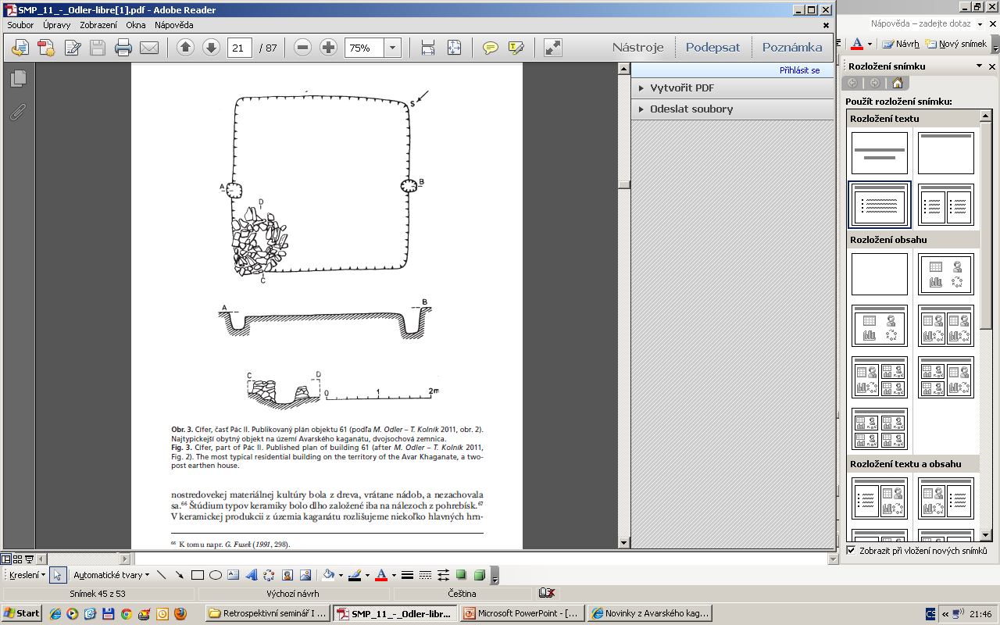 SMP_11_-_Odler-libre[1].pdf - Adobe Reader
Soubor Úpravy Zobrazení Okna Nápověda
21 / 87 75% Nástroje Podepsat Poznámka
Přihlásit se
Vytvořit PDF
Odeslat soubory
S
A
B
D
C
A B
C D 0 1 2m
Obr. 3. Cífer, časť Pác II. Publikovaný plán objektu 61 (podľa M. Odler – T. Kolník 2011, obr. 2).
Najtypickejší obytný objekt na území Avarského kaganátu, dvojsochová zemnica.
Fig. 3. Cífer, part of Pác II. Published plan of building 61 (after M. Odler – T. Kolník 2011,
Fig. 2). The most typical residential building on the territory of the Avar Khaganate, a two-
post earthen house.
nostredovekej materiálnej kultúry bola z dreva, vrátane nádob, a nezachovala
sa.66 Štúdium typov keramiky bolo dlho založené iba na nálezoch z pohrebísk.67
V keramickej produkcii z územia kaganátu rozlišujeme niekoľko hlavných hrn-
66 K tomu napr. G. Fusek (1991, 298).
Nápověda – zadejte dotaz
Návrh Nový snímek
Rozložení snímku
Použít rozložení snímku:
Rozložení textu
Rozložení obsahu
Rozložení textu a obsahu
Zobrazit při vložení nových snímků
Kreslení Automatické tvary
Snímek 45 z 53 Výchozí návrh Čeština
Start Retrospektivní seminář I ... SMP_11_-_Odler-libr... Microsoft PowerPoint - [... Novinky z Avarského kag... CS 21:46